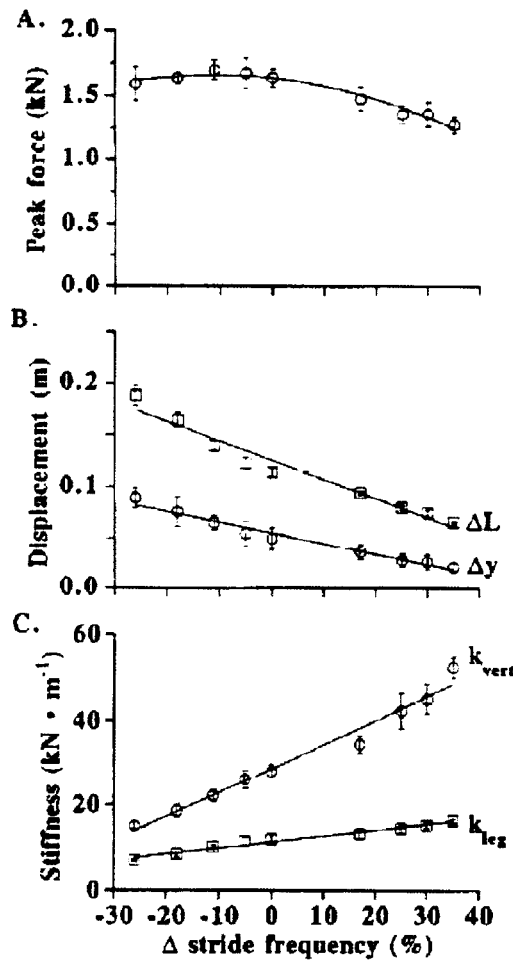 A.
Peak force (kN)
2.0
1.5
1.0
0.5
0.0
B.
Displacement (m)
0.2
0.1
0.0
ΔL
Δy
C.
Stiffness (kN • m⁻¹)
60
40
20
0
k vert
k leg
-30 -20 -10 0 10 20 30 40
Δ stride frequency (%)